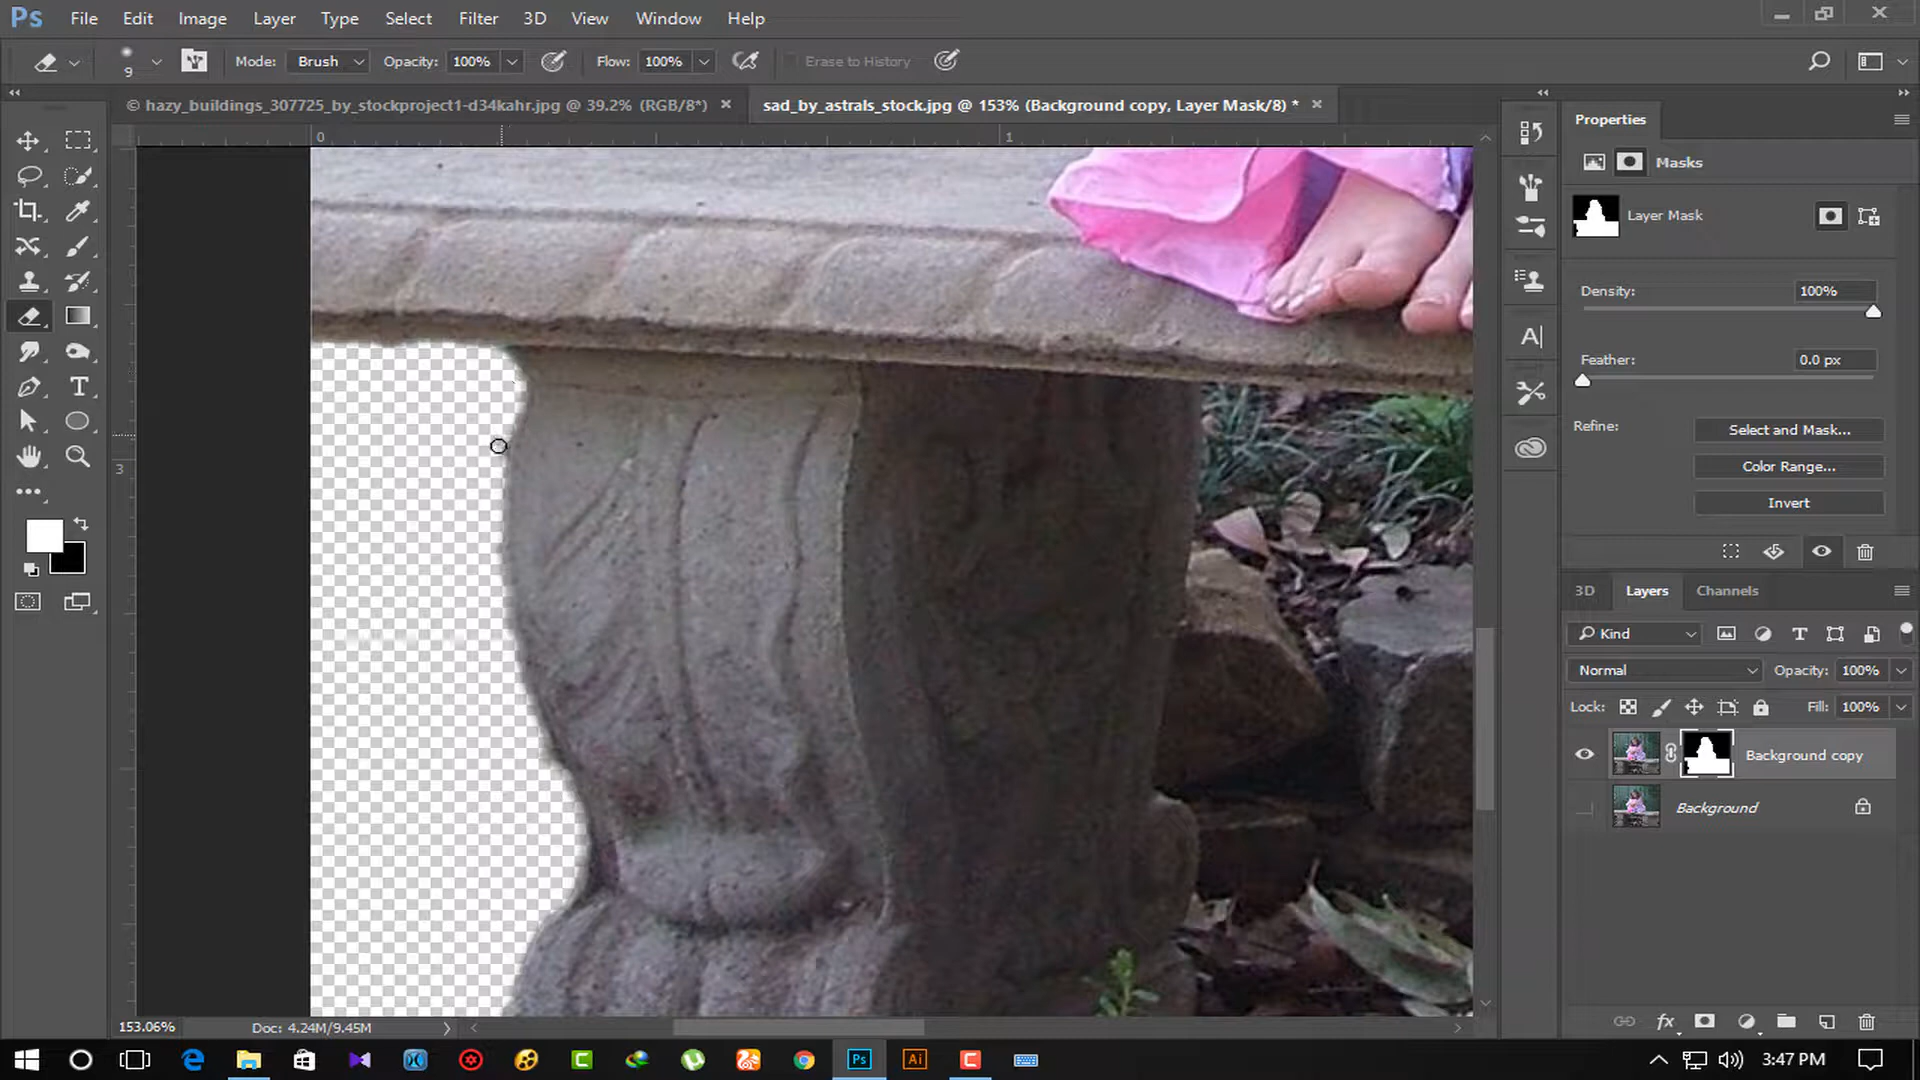 Ps File Edit Image Layer Type Select Filter 3D View Window Help
9 Mode: Brush Opacity: 100% Flow: 100% Erase to History
© hazy_buildings_307725_by_stockproject1-d34kahr.jpg @ 39.2% (RGB/8*) × sad_by_astrals_stock.jpg @ 153% (Background copy, Layer Mask/8) * ×
Properties
0 1
Masks
Layer Mask
Density: 100%
Feather: 0.0 px
Refine: Select and Mask...
Color Range...
Invert
3
3D Layers Channels
Kind
Normal Opacity: 100%
Lock: Fill: 100%
Background copy
Background
fx
153.06% Doc: 4.24M/9.45M
Ps Ai C 3:47 PM